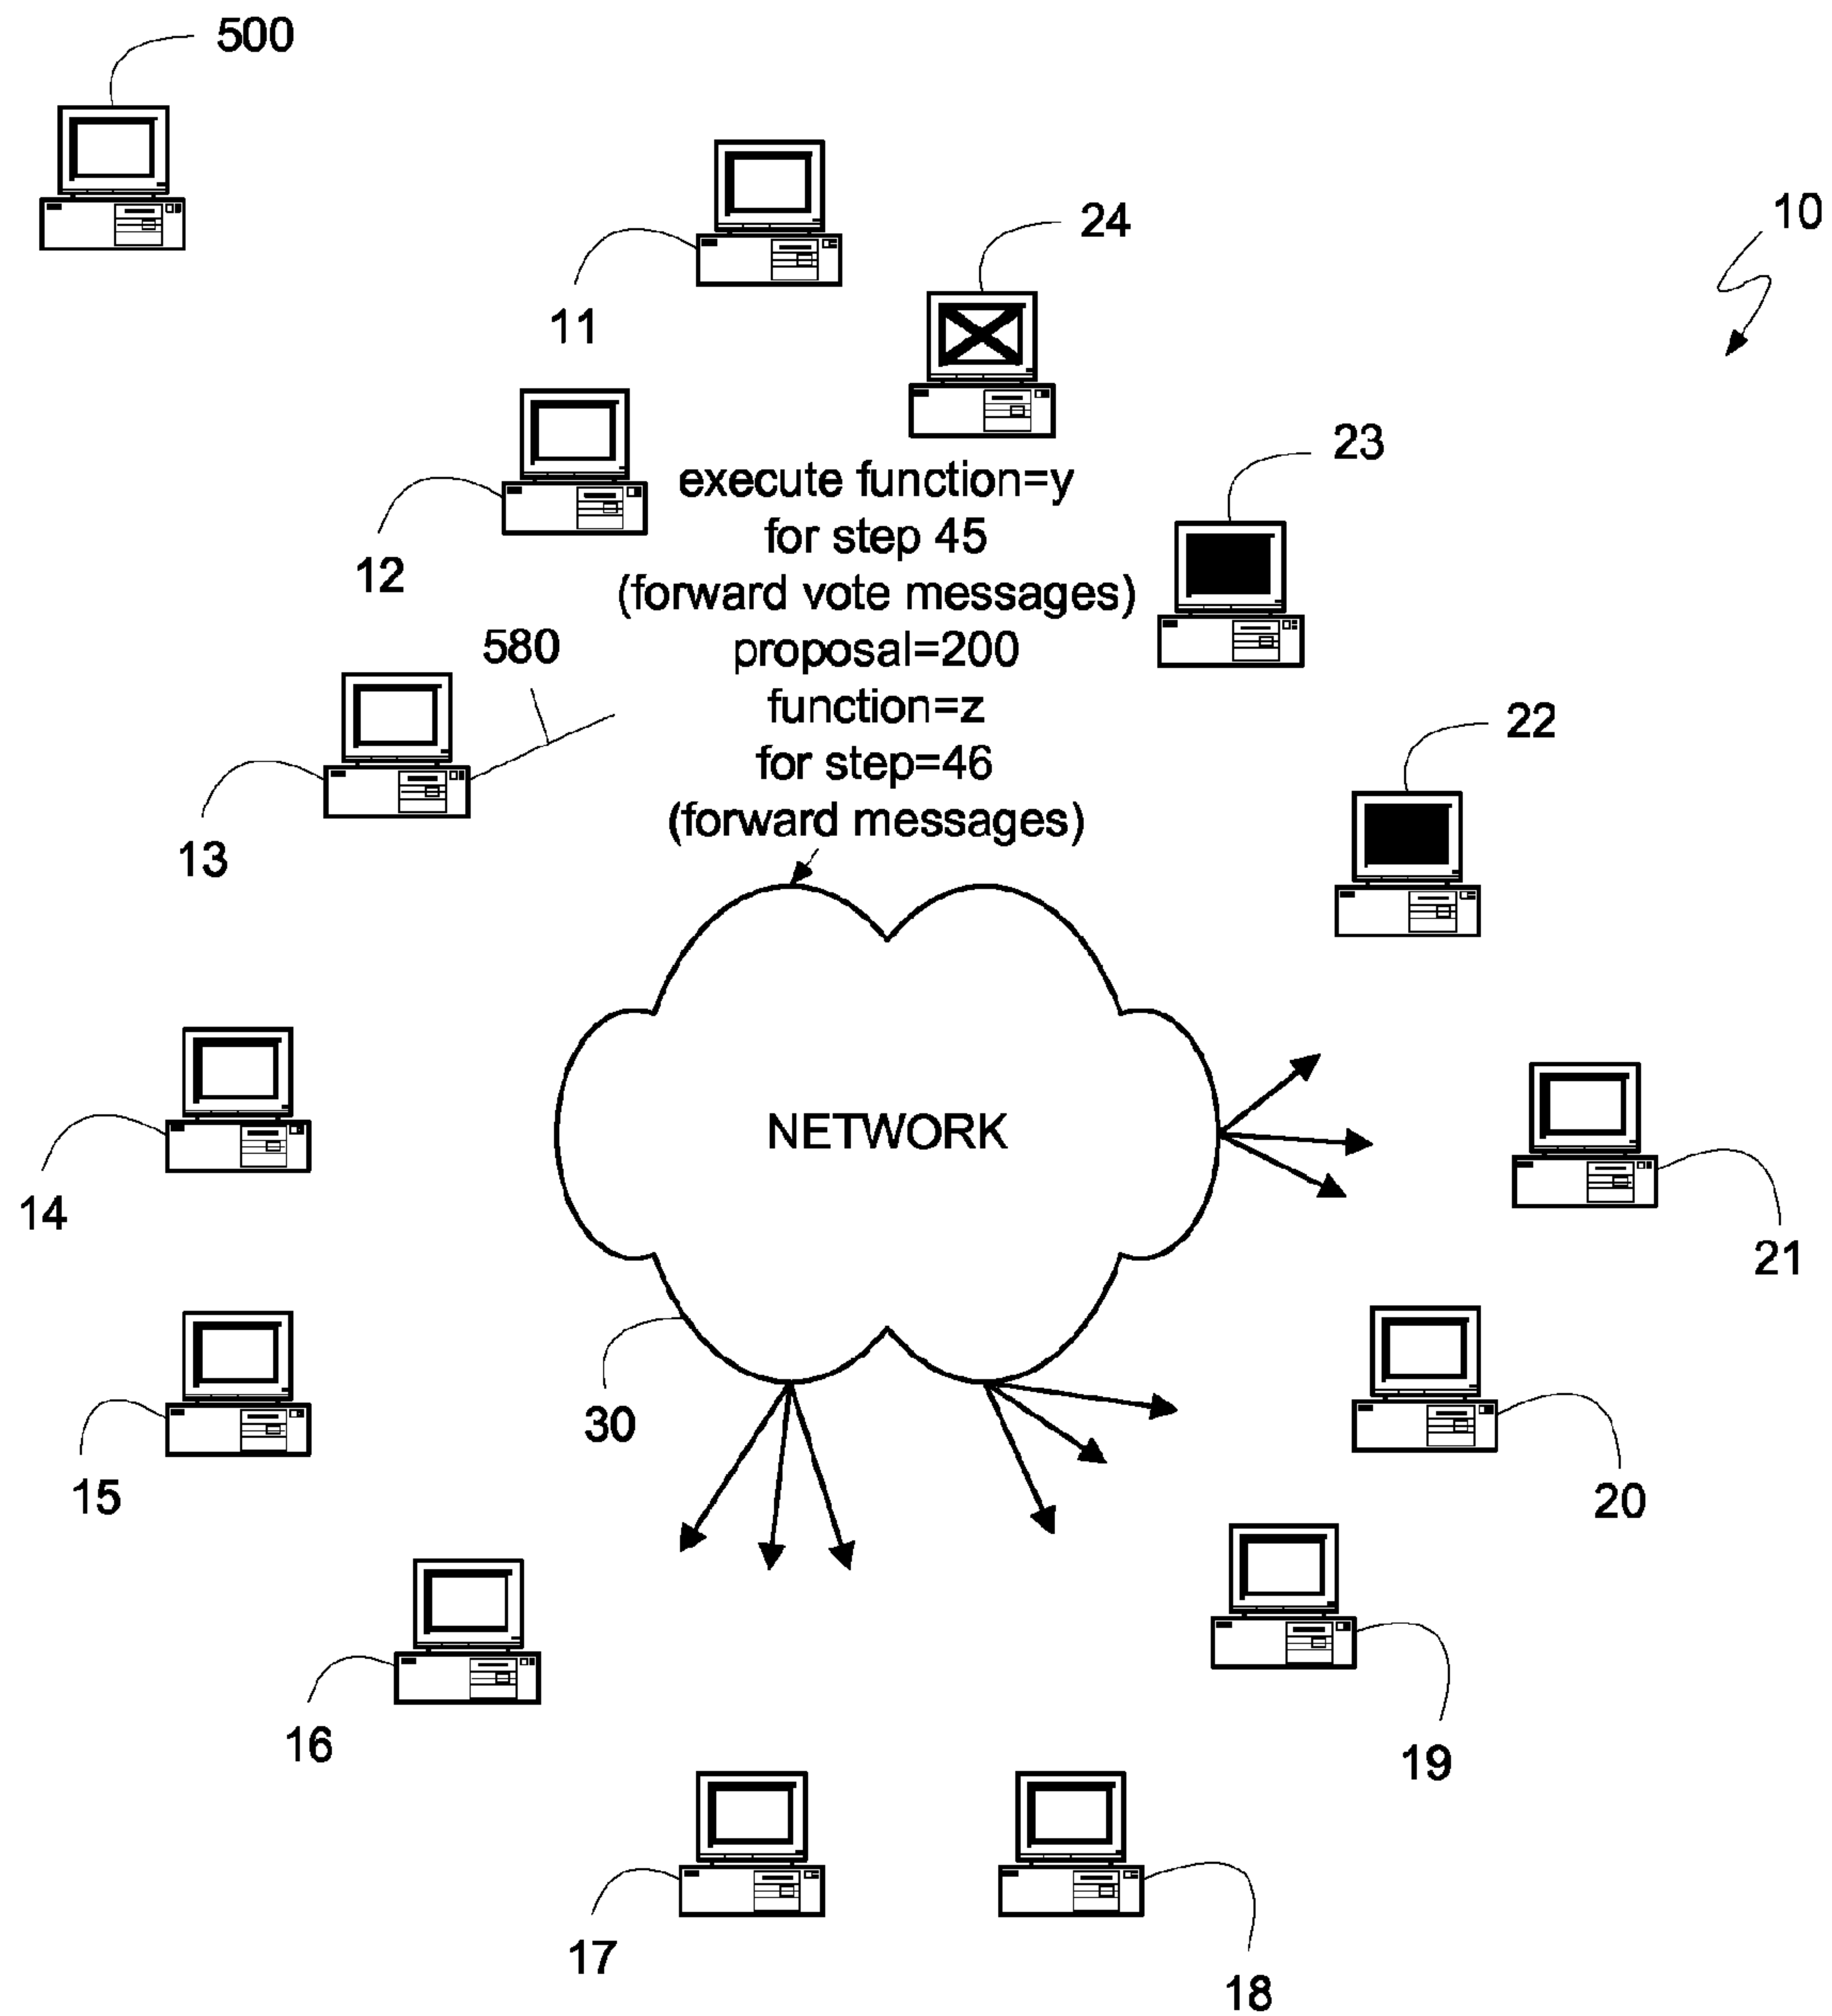 500
10
11
24
12
execute function=y
for step 45
(forward vote messages)
proposal=200
function=z
for step=46
(forward messages)
23
580
13
22
14
NETWORK
21
15
30
20
16
19
17
18